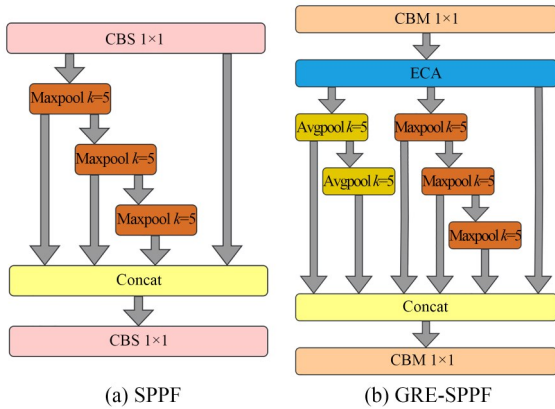 CBS 1×1
Maxpool k=5
Maxpool k=5
Maxpool k=5
Concat
CBS 1×1
(a) SPPF
CBM 1×1
ECA
Avgpool k=5
Maxpool k=5
Avgpool k=5
Maxpool k=5
Maxpool k=5
Concat
CBM 1×1
(b) GRE-SPPF